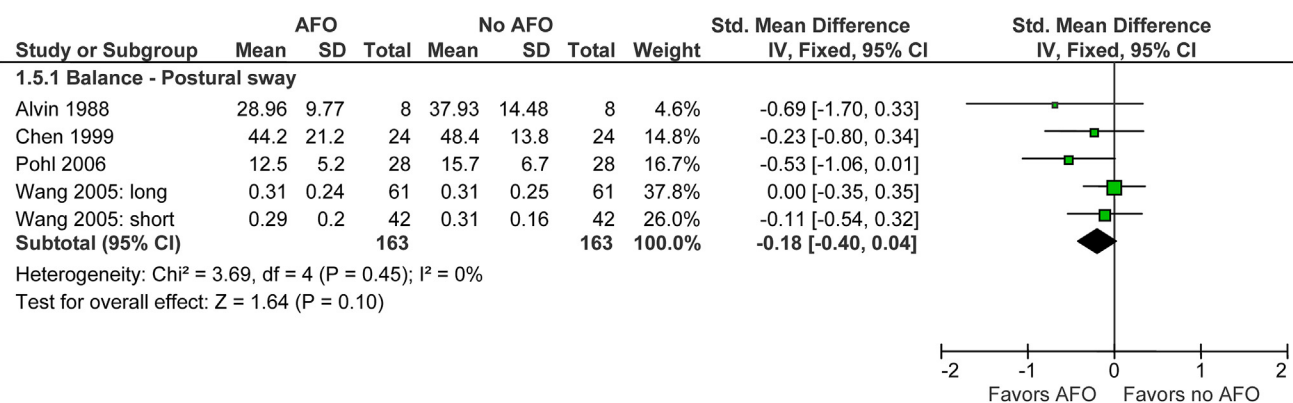 AFO No AFO Std. Mean Difference Std. Mean Difference
Study or Subgroup Mean SD Total Mean SD Total Weight IV, Fixed, 95% CI IV, Fixed, 95% CI
1.5.1 Balance - Postural sway
Alvin 1988 28.96 9.77 8 37.93 14.48 8 4.6% -0.69 [-1.70, 0.33]
Chen 1999 44.2 21.2 24 48.4 13.8 24 14.8% -0.23 [-0.80, 0.34]
Pohl 2006 12.5 5.2 28 15.7 6.7 28 16.7% -0.53 [-1.06, 0.01]
Wang 2005: long 0.31 0.24 61 0.31 0.25 61 37.8% 0.00 [-0.35, 0.35]
Wang 2005: short 0.29 0.2 42 0.31 0.16 42 26.0% -0.11 [-0.54, 0.32]
Subtotal (95% CI) 163 163 100.0% -0.18 [-0.40, 0.04]
Heterogeneity: Chi² = 3.69, df = 4 (P = 0.45); I² = 0%
Test for overall effect: Z = 1.64 (P = 0.10)
-2 -1 0 1 2
Favors AFO Favors no AFO